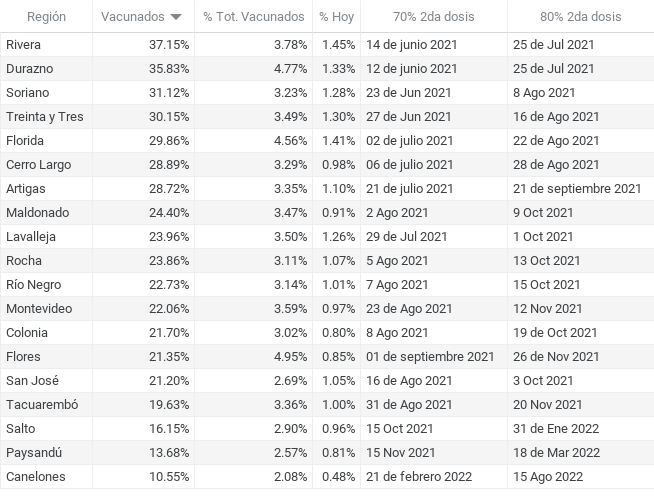 Región Vacunados % Tot. Vacunados % Hoy 70% 2da dosis 80% 2da dosis
Rivera 37.15% 3.78% 1.45% 14 de junio 2021 25 de Jul 2021
Durazno 35.83% 4.77% 1.33% 12 de junio 2021 25 de Jul 2021
Soriano 31.12% 3.23% 1.28% 23 de Jun 2021 8 Ago 2021
Treinta y Tres 30.15% 3.49% 1.30% 27 de Jun 2021 16 de Ago 2021
Florida 29.86% 4.56% 1.41% 02 de julio 2021 22 de Ago 2021
Cerro Largo 28.89% 3.29% 0.98% 06 de julio 2021 28 de Ago 2021
Artigas 28.72% 3.35% 1.10% 21 de julio 2021 21 de septiembre 2021
Maldonado 24.40% 3.47% 0.91% 2 Ago 2021 9 Oct 2021
Lavalleja 23.96% 3.50% 1.26% 29 de Jul 2021 1 Oct 2021
Rocha 23.86% 3.11% 1.07% 5 Ago 2021 13 Oct 2021
Río Negro 22.73% 3.14% 1.01% 7 Ago 2021 15 Oct 2021
Montevideo 22.06% 3.59% 0.97% 23 de Ago 2021 12 Nov 2021
Colonia 21.70% 3.02% 0.80% 8 Ago 2021 19 de Oct 2021
Flores 21.35% 4.95% 0.85% 01 de septiembre 2021 26 de Nov 2021
San José 21.20% 2.69% 1.05% 16 de Ago 2021 3 Oct 2021
Tacuarembó 19.63% 3.36% 1.00% 31 de Ago 2021 20 Nov 2021
Salto 16.15% 2.90% 0.96% 15 Oct 2021 31 de Ene 2022
Paysandú 13.68% 2.57% 0.81% 15 Nov 2021 18 de Mar 2022
Canelones 10.55% 2.08% 0.48% 21 de febrero 2022 15 Ago 2022